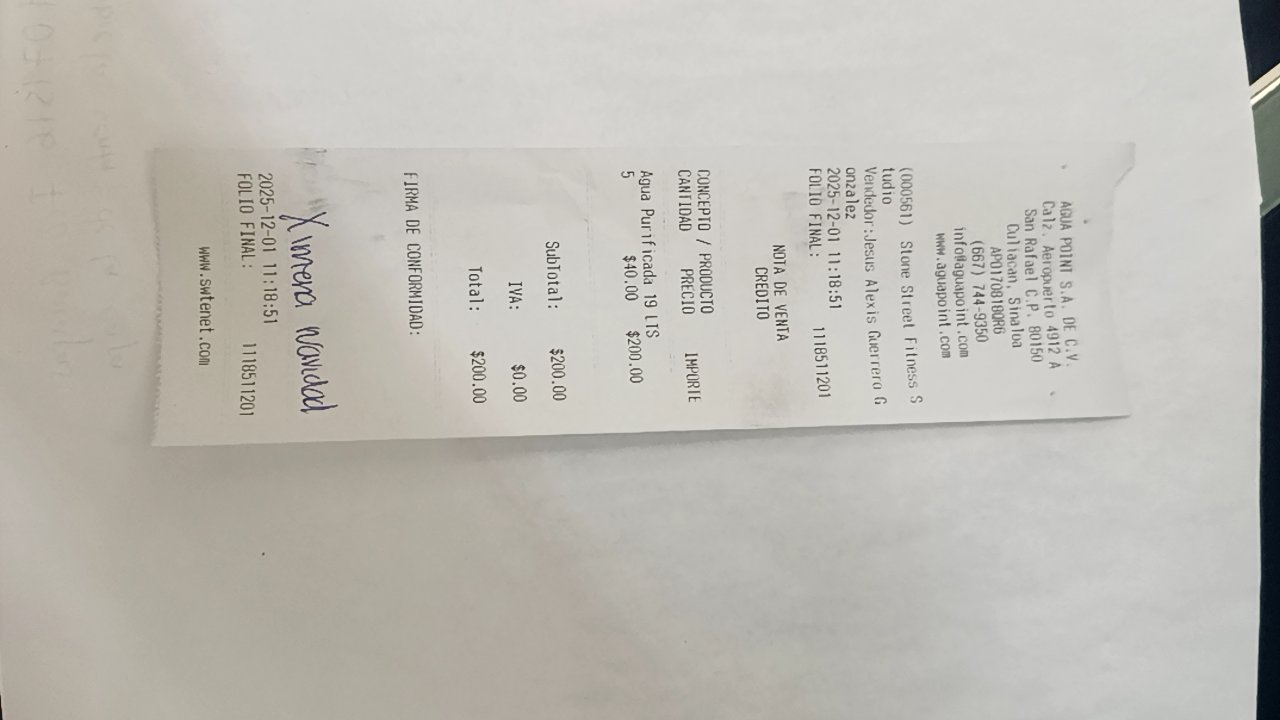 AGUA POINT S.A. DE C.V.
Calz. Aeropuerto 4912 A
San Rafael C.P. 80150
Culiacan, Sinaloa
APO170818QR6
(667) 744-9350
info@aguapoint.com
www.aguapoint.com
(000561) Stone Street Fitness S
tudio
Vendedor:Jesus Alexis Guerrero G
onzalez
2025-12-01 11:18:51
FOLIO FINAL: 1118511201
NOTA DE VENTA
CREDITO
CONCEPTO / PRODUCTO
CANTIDAD PRECIO IMPORTE
Agua Purificada 19 LTS
5 $40.00 $200.00
SubTotal: $200.00
IVA: $0.00
Total: $200.00
FIRMA DE CONFORMIDAD:
Ximena navidad
2025-12-01 11:18:51
FOLIO FINAL: 1118511201
www.swtenet.com